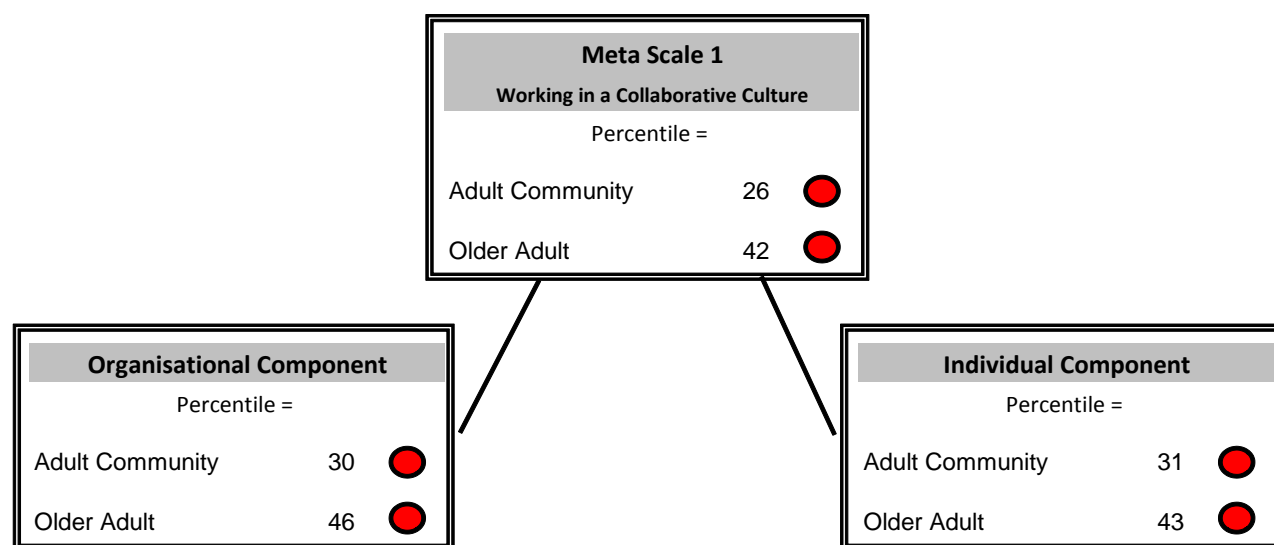 Meta Scale 1
Working in a Collaborative Culture
Percentile =
Adult Community 26
Older Adult 42
Organisational Component
Percentile =
Adult Community 30
Older Adult 46
Individual Component
Percentile =
Adult Community 31
Older Adult 43